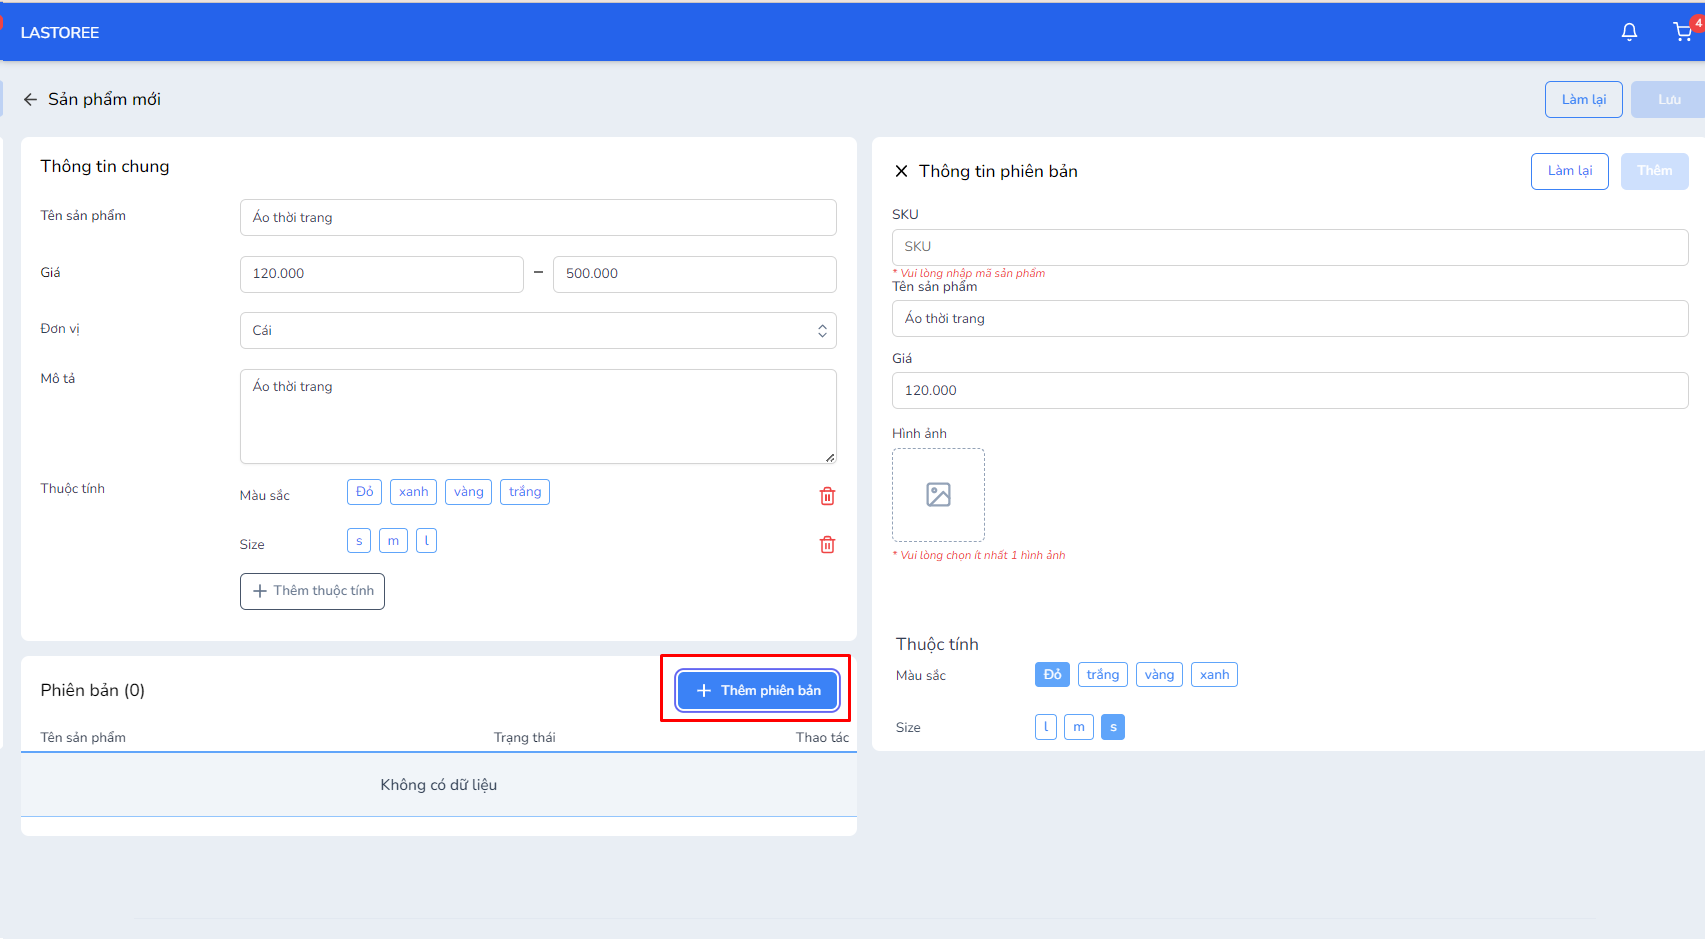 LASTOREE
4
Sản phẩm mới
Làm lại
Lưu
Thông tin chung
Tên sản phẩm
Áo thời trang
Giá
120.000 – 500.000
Đơn vị
Cái
Mô tả
Áo thời trang
Thuộc tính
Màu sắc
Đỏ xanh vàng trắng
Size
s m l
+ Thêm thuộc tính
Phiên bản (0)
+ Thêm phiên bản
Tên sản phẩm Trạng thái Thao tác
Không có dữ liệu
Thông tin phiên bản
Làm lại
Thêm
SKU
SKU
* Vui lòng nhập mã sản phẩm
Tên sản phẩm
Áo thời trang
Giá
120.000
Hình ảnh
* Vui lòng chọn ít nhất 1 hình ảnh
Thuộc tính
Màu sắc
Đỏ trắng vàng xanh
Size
l m s